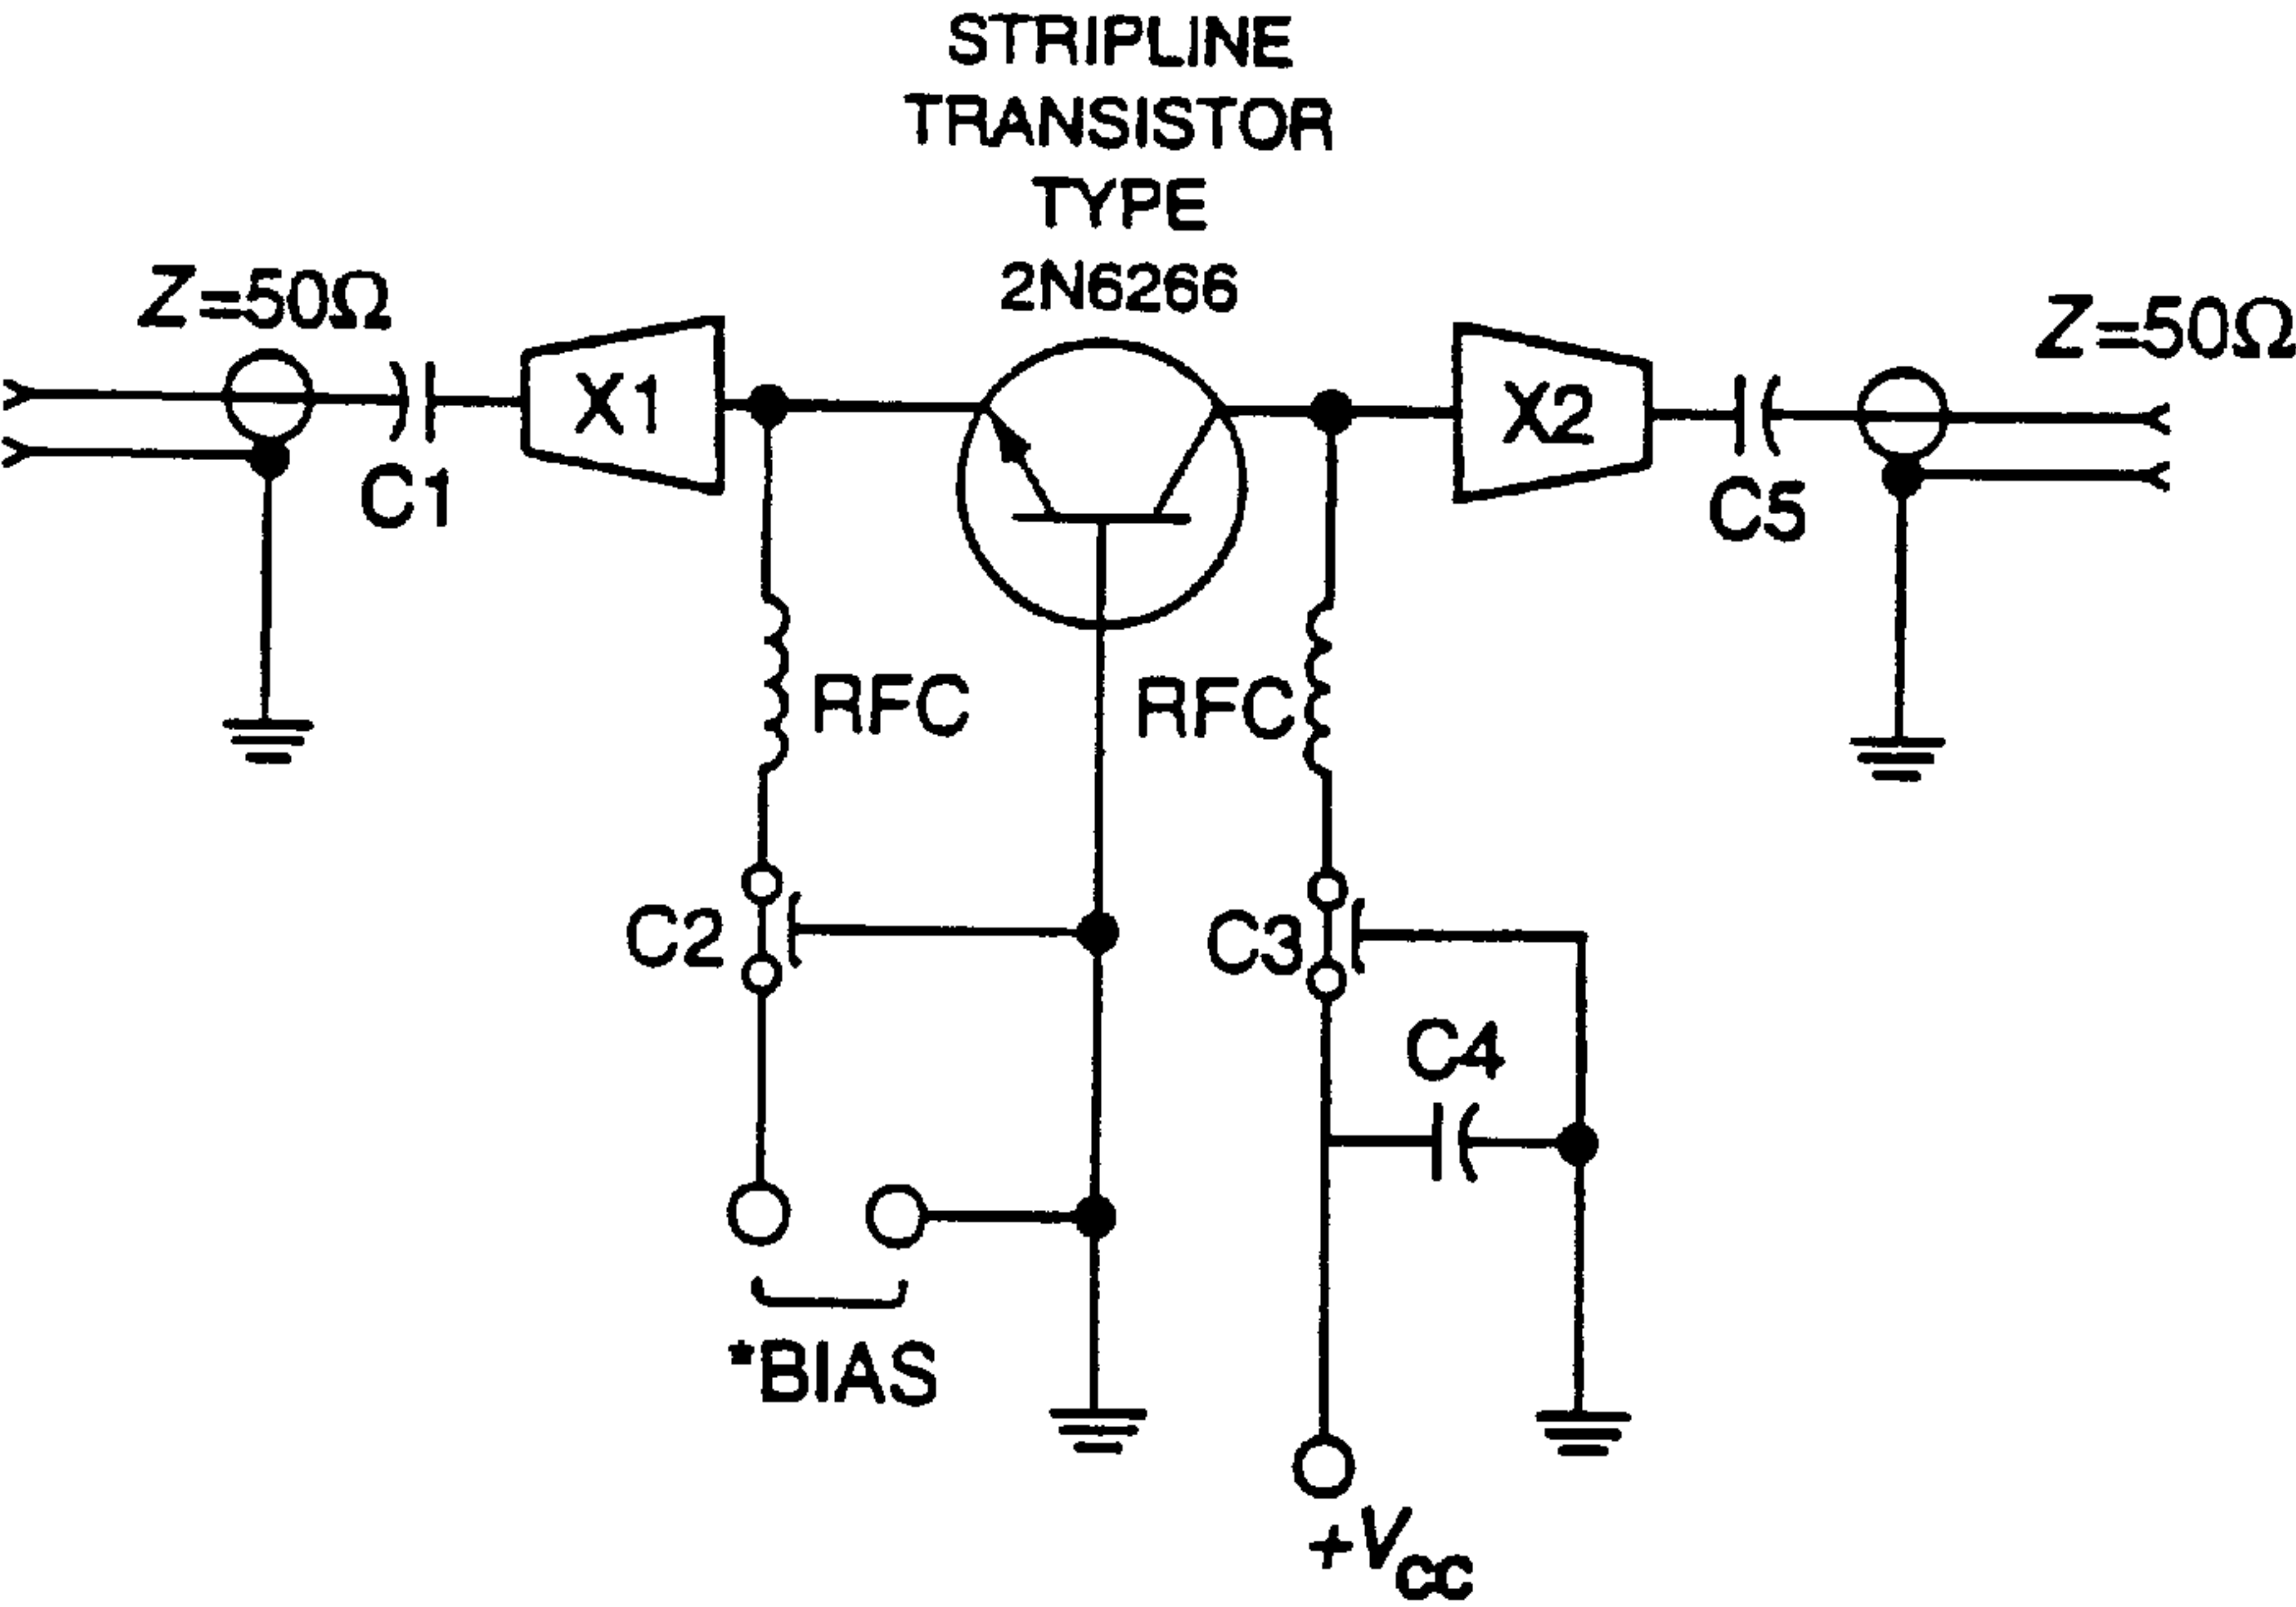 STRIPLINE
TRANSISTOR
TYPE
2N6266
Z=50Ω
Z=50Ω
X1
X2
C1
C5
RFC
RFC
C2
C3
C4
*BIAS
+VCC